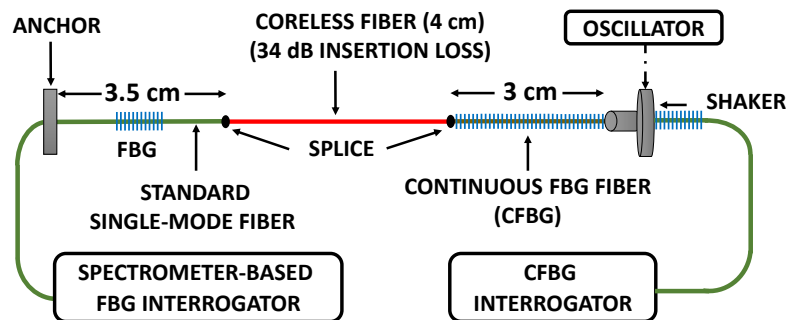 ANCHOR
CORELESS FIBER (4 cm)
(34 dB INSERTION LOSS)
OSCILLATOR
3.5 cm
3 cm
SHAKER
FBG
SPLICE
STANDARD
SINGLE-MODE FIBER
CONTINUOUS FBG FIBER
(CFBG)
SPECTROMETER-BASED
FBG INTERROGATOR
CFBG
INTERROGATOR